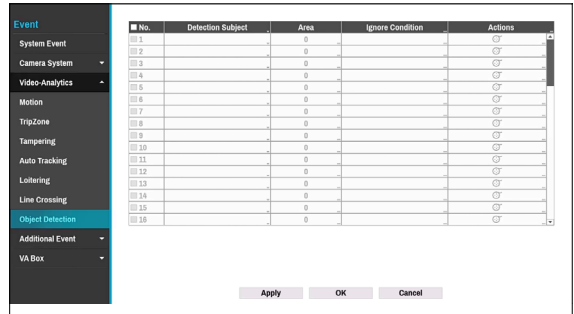 Event
System Event
Camera System
Video-Analytics
Motion
TripZone
Tampering
Auto Tracking
Loitering
Line Crossing
Object Detection
Additional Event
VA Box
No. Detection Subject Area Ignore Condition Actions
1 0
2 0
3 0
4 0
5 0
6 0
7 0
8 0
9 0
10 0
11 0
12 0
13 0
14 0
15 0
16 0
Apply OK Cancel